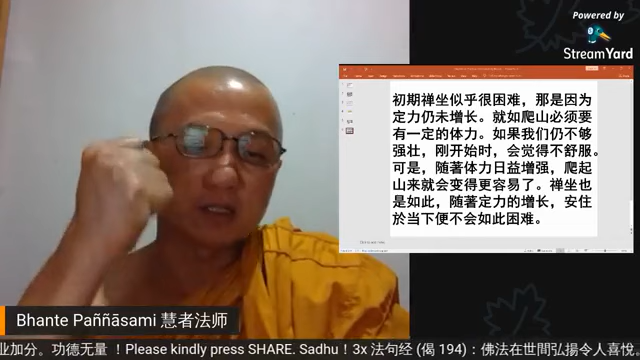 Powered by
StreamYard
初期禅坐似乎很困难，那是因为
定力仍未增长。就如爬山必须要
有一定的体力。如果我们仍不够
强壮，刚开始时，会觉得不舒服。
可是，随著体力日益增强，爬起
山来就会变得更容易了。禅坐也
是如此，随著定力的增长，安住
於当下便不会如此困难。
Bhante Paññāsami 慧者法师
业加分。功德无量 ！Please kindly press SHARE. Sadhu！3x 法句经 (偈 194)：佛法在世間弘揚令人喜悅